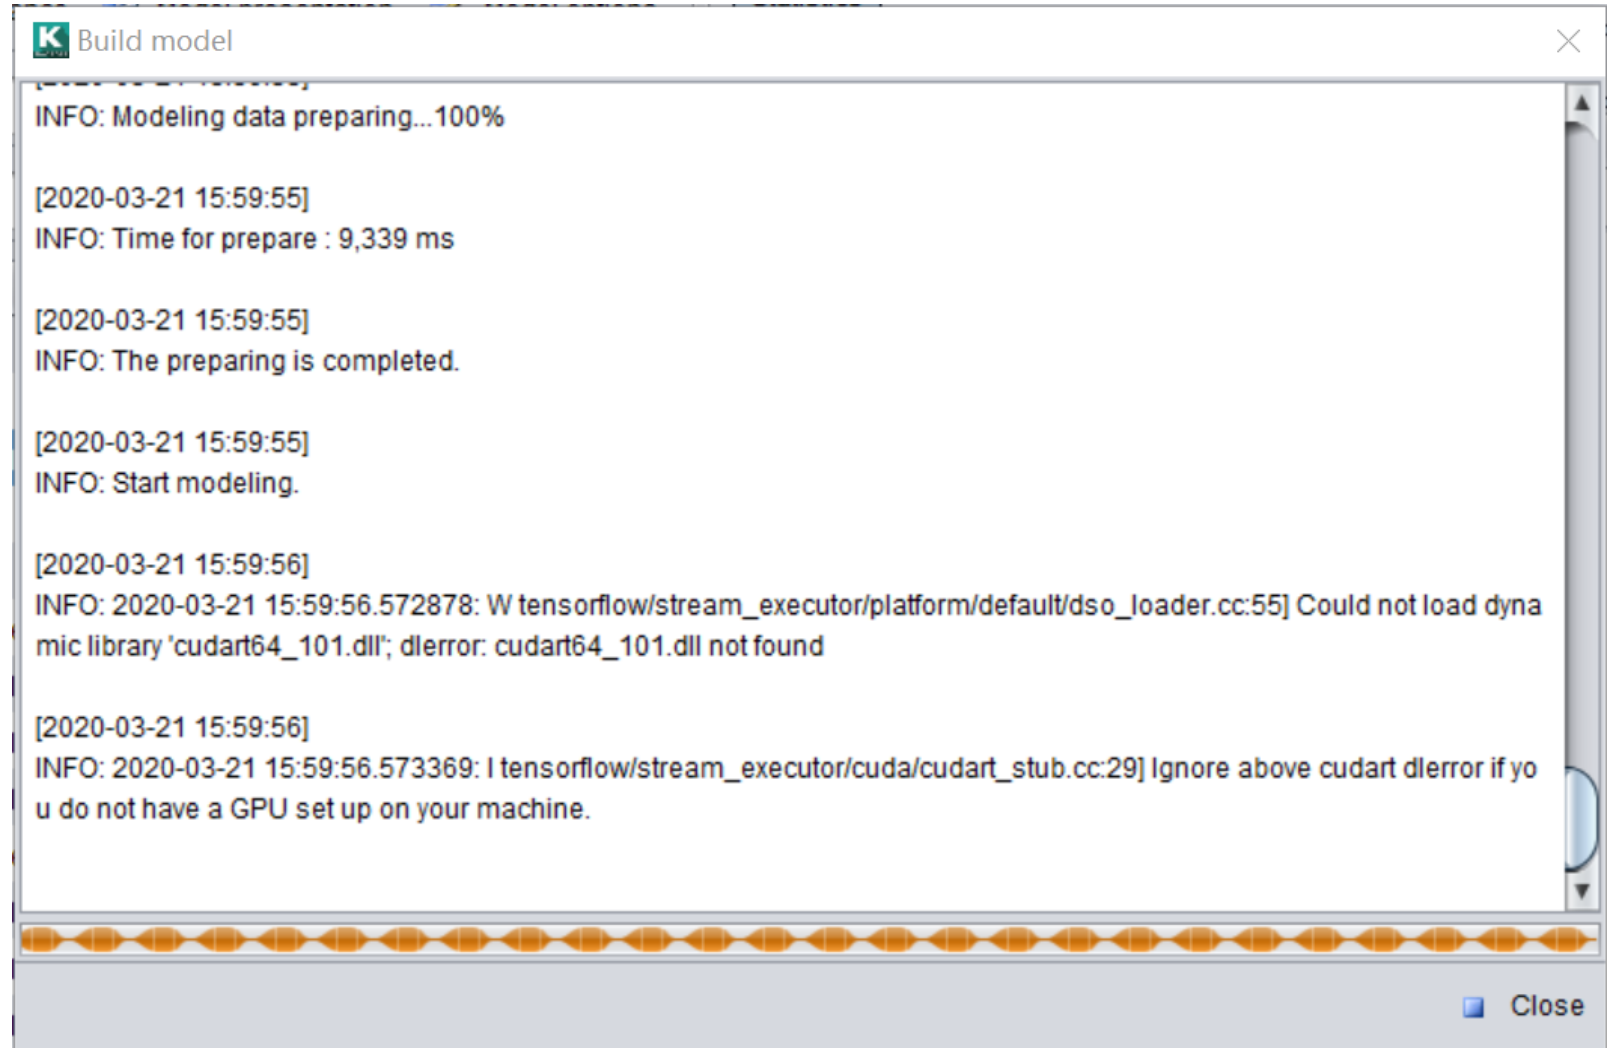 K Build model
INFO: Modeling data preparing...100%
[2020-03-21 15:59:55]
INFO: Time for prepare : 9,339 ms
[2020-03-21 15:59:55]
INFO: The preparing is completed.
[2020-03-21 15:59:55]
INFO: Start modeling.
[2020-03-21 15:59:56]
INFO: 2020-03-21 15:59:56.572878: W tensorflow/stream_executor/platform/default/dso_loader.cc:55] Could not load dyna
mic library 'cudart64_101.dll'; dlerror: cudart64_101.dll not found
[2020-03-21 15:59:56]
INFO: 2020-03-21 15:59:56.573369: I tensorflow/stream_executor/cuda/cudart_stub.cc:29] Ignore above cudart dlerror if yo
u do not have a GPU set up on your machine.
Close